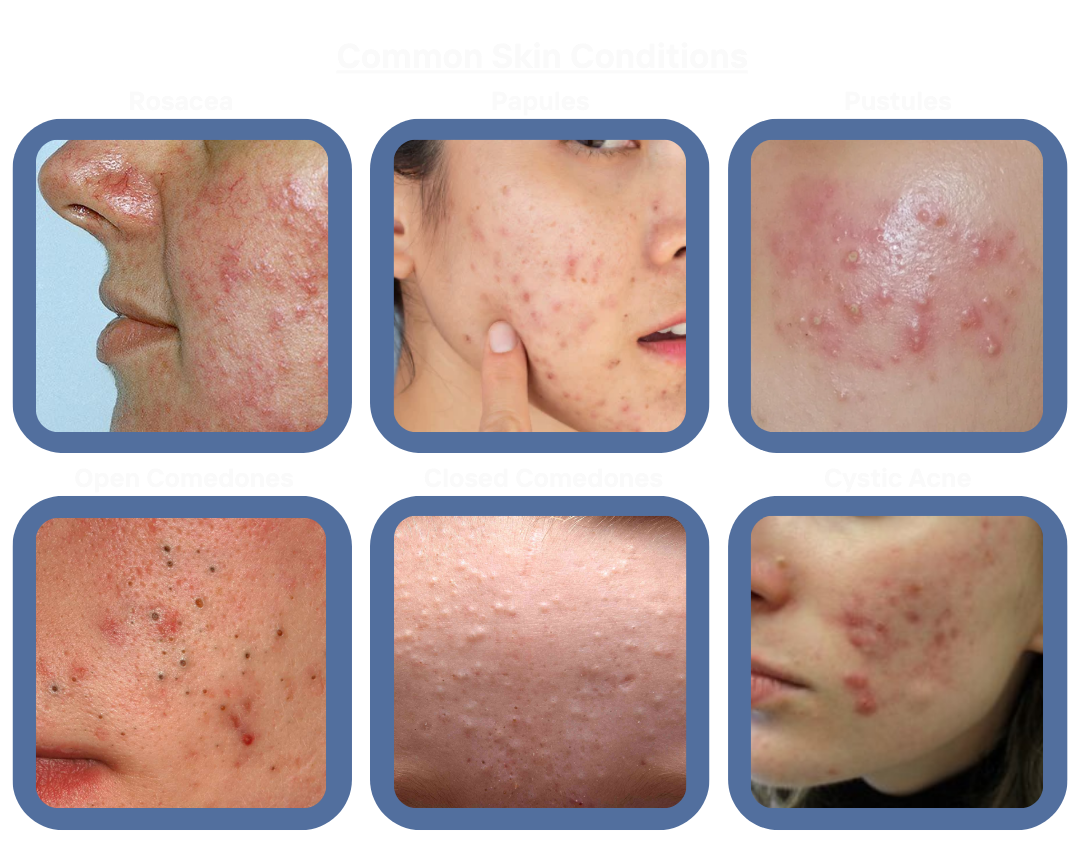 Common Skin Conditions
Rosacea
Papules
Pustules
Open Comedones
Closed Comedones
Cystic Acne